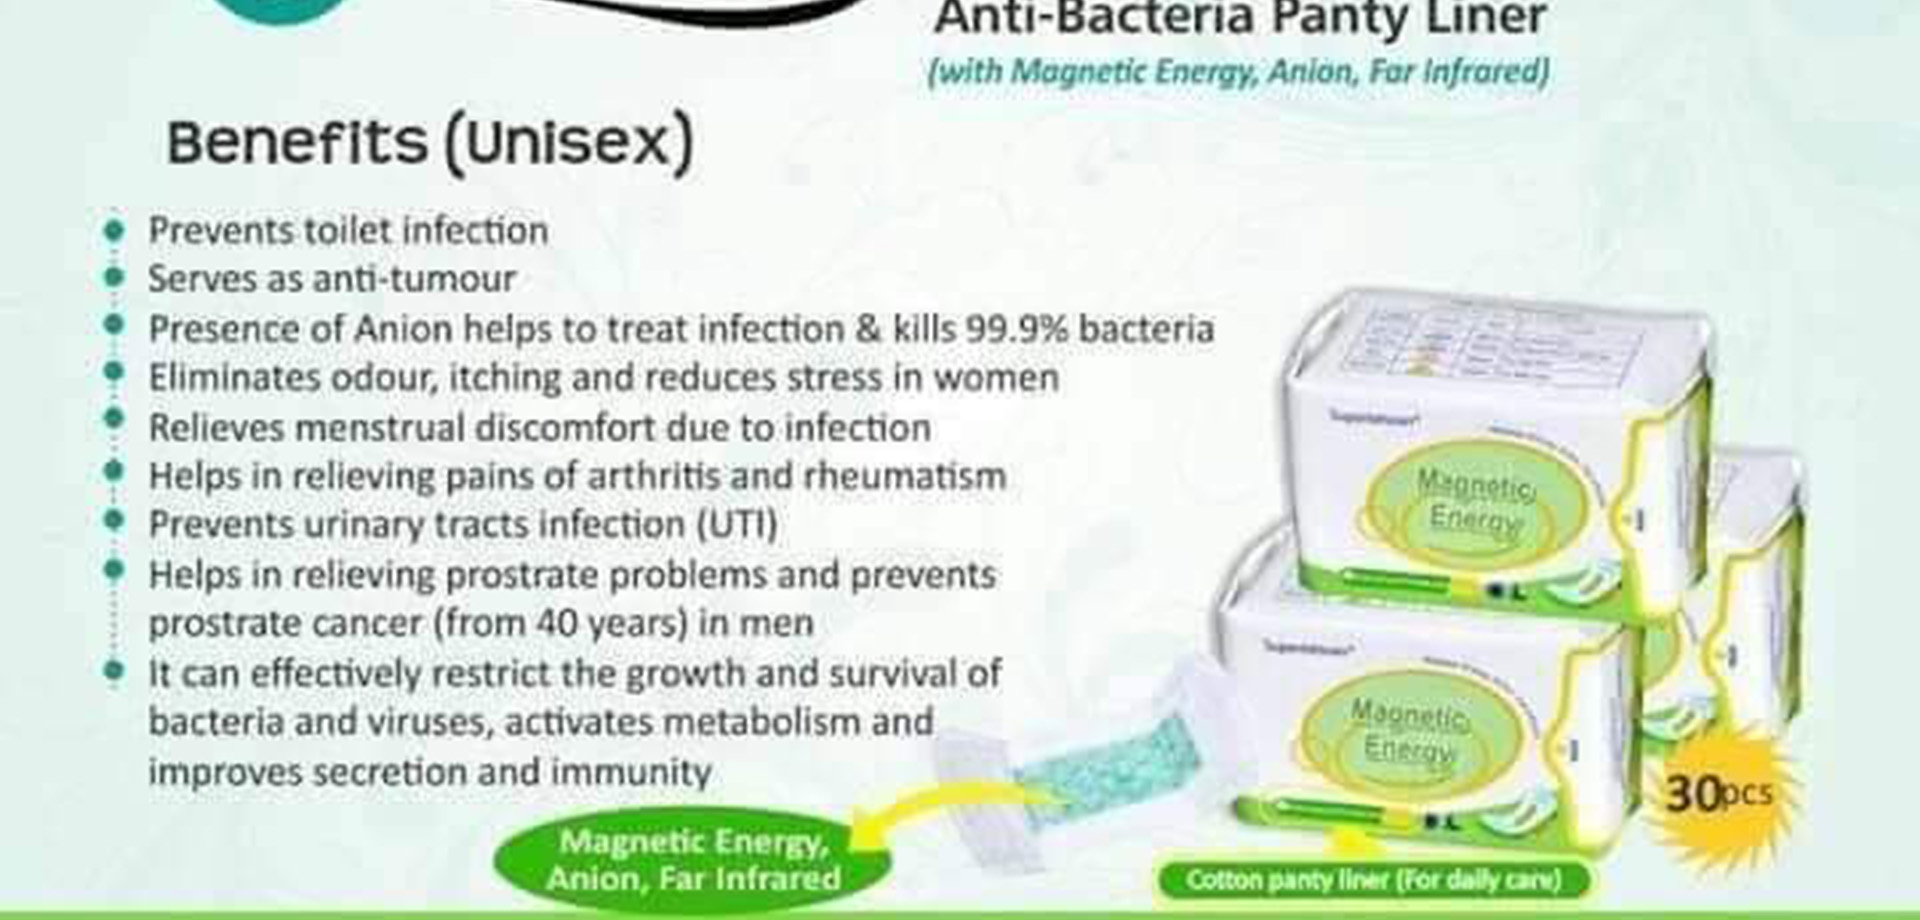 Anti-Bacteria Panty Liner
(with Magnetic Energy, Anion, Far Infrared)
Benefits (Unisex)
Prevents toilet infection
Serves as anti-tumour
Presence of Anion helps to treat infection & kills 99.9% bacteria
Eliminates odour, itching and reduces stress in women
Relieves menstrual discomfort due to infection
Helps in relieving pains of arthritis and rheumatism
Prevents urinary tracts infection (UTI)
Helps in relieving prostrate problems and prevents
prostrate cancer (from 40 years) in men
It can effectively restrict the growth and survival of
bacteria and viruses, activates metabolism and
improves secretion and immunity
Magnetic
Energy
Magnetic
Energy
30pcs
Magnetic Energy,
Anion, Far Infrared
Cotton panty liner (For daily care)